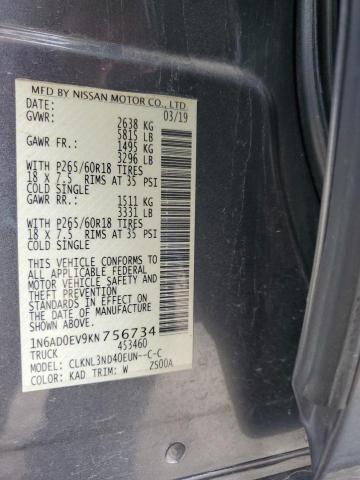 MFD BY NISSAN MOTOR CO., LTD
DATE: 03/19
GVWR: 2638 KG
5815 LB
GAWR FR.: 1495 KG
3296 LB
WITH P265/60R18 TIRES
18 X 7.5 RIMS AT 35 PSI
COLD SINGLE
GAWR RR.: 1511 KG
3331 LB
WITH P265/60R18 TIRES
18 X 7.5 RIMS AT 35 PSI
COLD SINGLE
THIS VEHICLE CONFORMS TO
ALL APPLICABLE FEDERAL
MOTOR VEHICLE SAFETY
STANDARDS IN EFFECT ON
THE DATE OF MANUFACTURE
SHOWN ABOVE.
1N6AD0EV9KN756734
TRUCK 453460
MODEL: CLKNL3ND40EUN--C-C
COLOR: KAD TRIM: W ZS00A